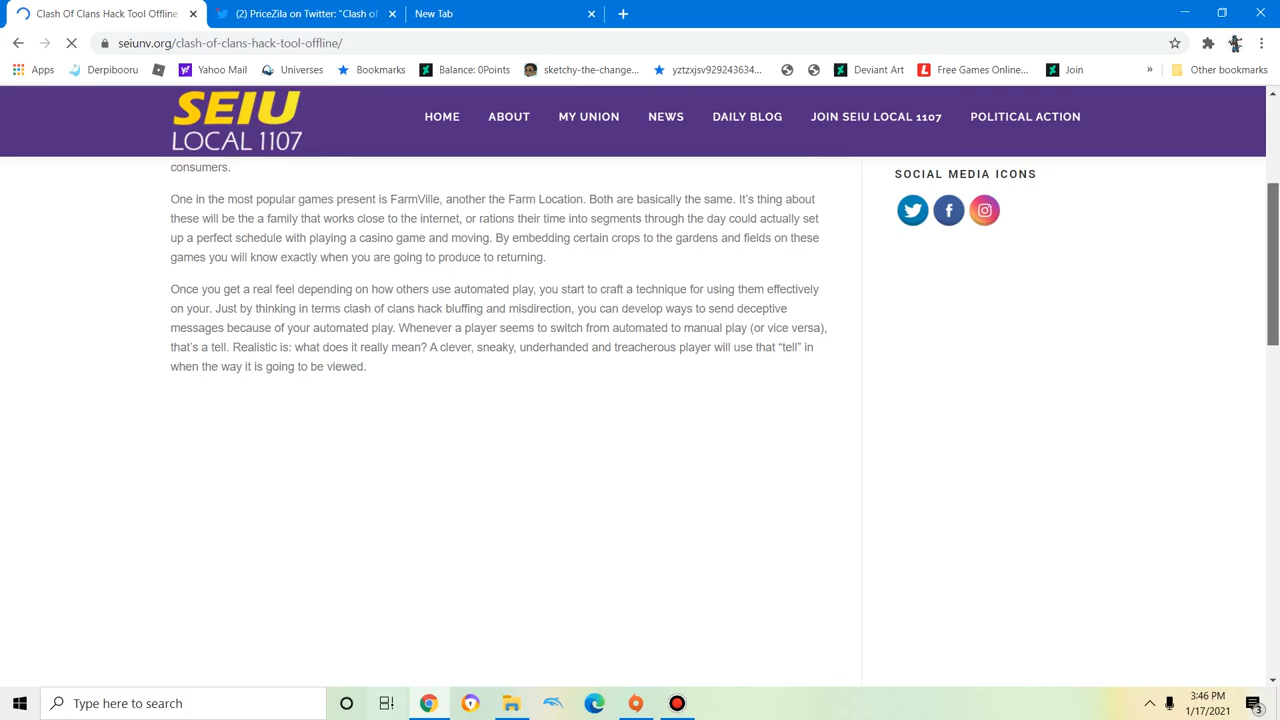 Clash Of Clans Hack Tool Offline
(2) PriceZila on Twitter: "Clash of
New Tab
seiunv.org/clash-of-clans-hack-tool-offline/
Apps
Derpibooru
Yahoo Mail
Universes
Bookmarks
Balance: 0Points
sketchy-the-change...
yztzxjsv929243634...
Deviant Art
Free Games Online...
Join
»
Other bookmarks
SEIU
LOCAL 1107
HOME
ABOUT
MY UNION
NEWS
DAILY BLOG
JOIN SEIU LOCAL 1107
POLITICAL ACTION
consumers.
One in the most popular games present is FarmVille, another the Farm Location. Both are basically the same. It's thing about
these will be the a family that works close to the internet, or rations their time into segments through the day could actually set
up a perfect schedule with playing a casino game and moving. By embedding certain crops to the gardens and fields on these
games you will know exactly when you are going to produce to returning.
Once you get a real feel depending on how others use automated play, you start to craft a technique for using them effectively
on your. Just by thinking in terms clash of clans hack bluffing and misdirection, you can develop ways to send deceptive
messages because of your automated play. Whenever a player seems to switch from automated to manual play (or vice versa),
that's a tell. Realistic is: what does it really mean? A clever, sneaky, underhanded and treacherous player will use that “tell” in
when the way it is going to be viewed.
SOCIAL MEDIA ICONS
Type here to search
3:46 PM
1/17/2021
3